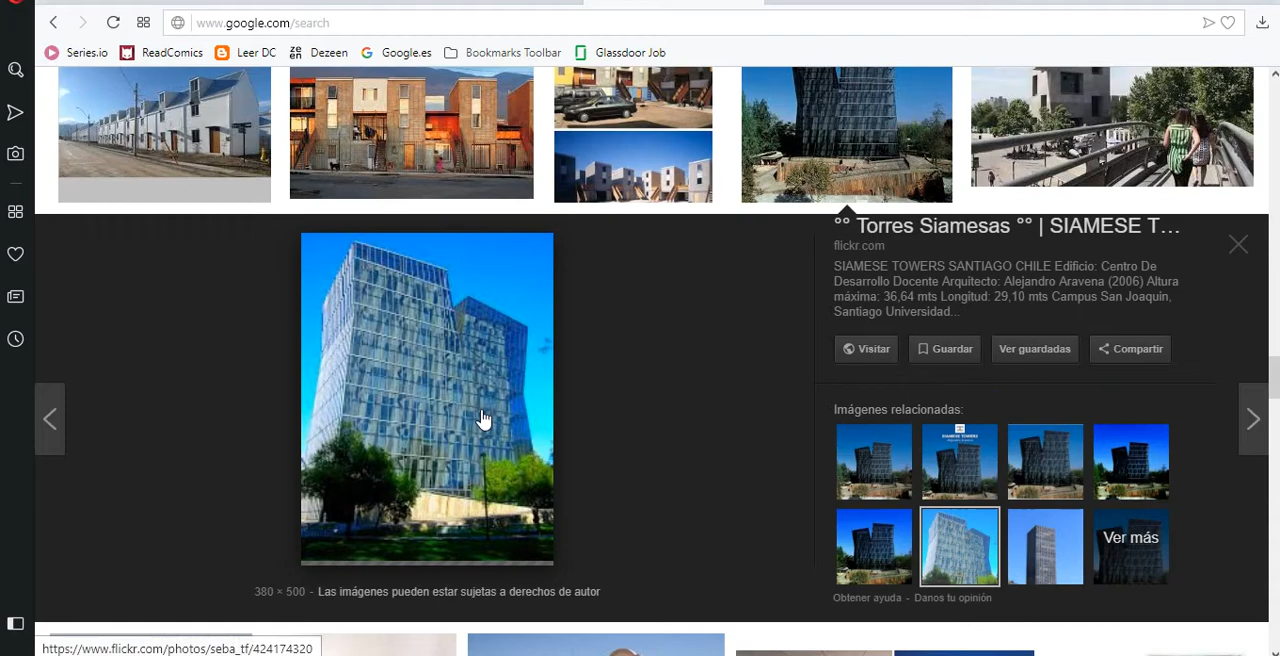 www.google.com/search
Series.io
ReadComics
Leer DC
Dezeen
Google.es
Bookmarks Toolbar
Glassdoor Job
°° Torres Siamesas °° | SIAMESE T...
flickr.com
SIAMESE TOWERS SANTIAGO CHILE Edificio: Centro De
Desarrollo Docente Arquitecto: Alejandro Aravena (2006) Altura
máxima: 36,64 mts Longitud: 29,10 mts Campus San Joaquin,
Santiago Universidad...
Visitar
Guardar
Ver guardadas
Compartir
Imágenes relacionadas:
SIAMESE TOWERS
Ver más
380 × 500 - Las imágenes pueden estar sujetas a derechos de autor
Obtener ayuda - Danos tu opinión
https://www.flickr.com/photos/seba_tf/424174320